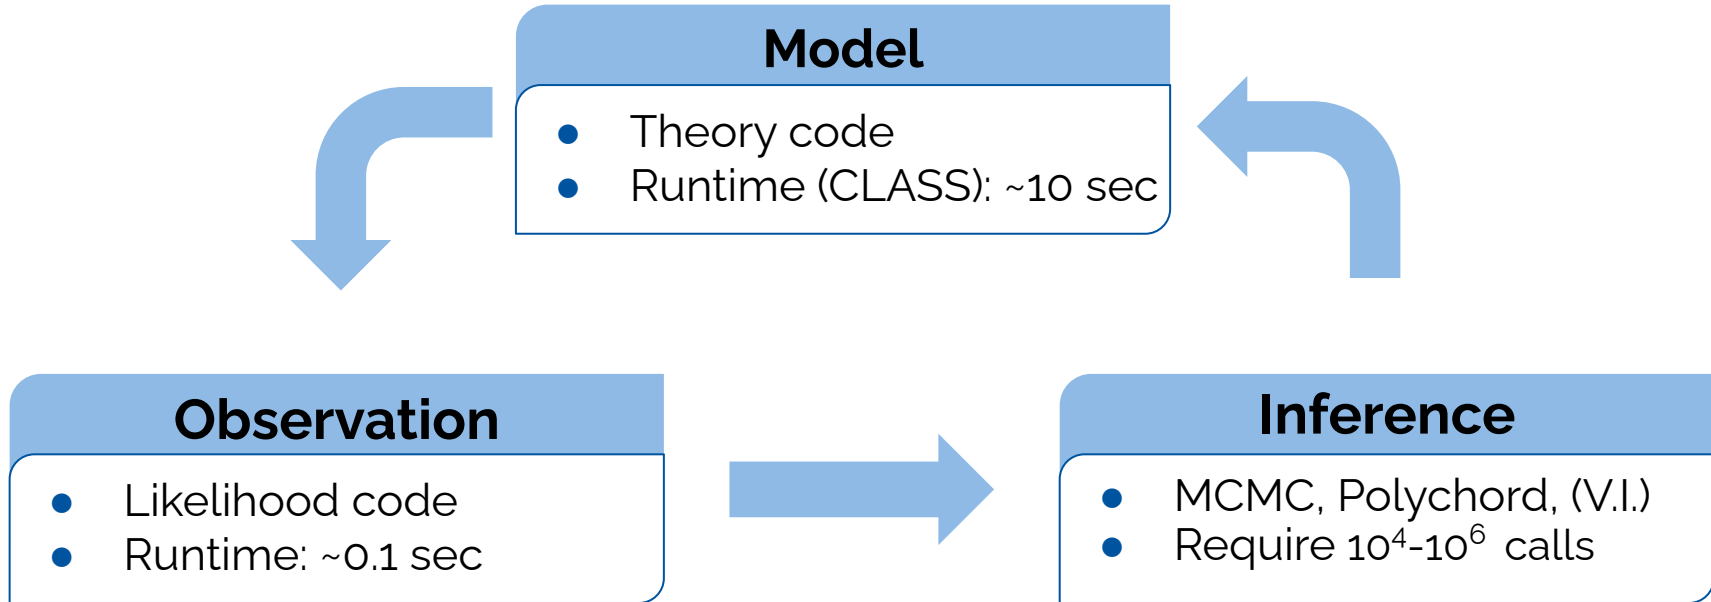 Model
● Theory code
● Runtime (CLASS): ~10 sec
Observation
● Likelihood code
● Runtime: ~0.1 sec
Inference
● MCMC, Polychord, (V.I.)
● Require 10⁴-10⁶ calls